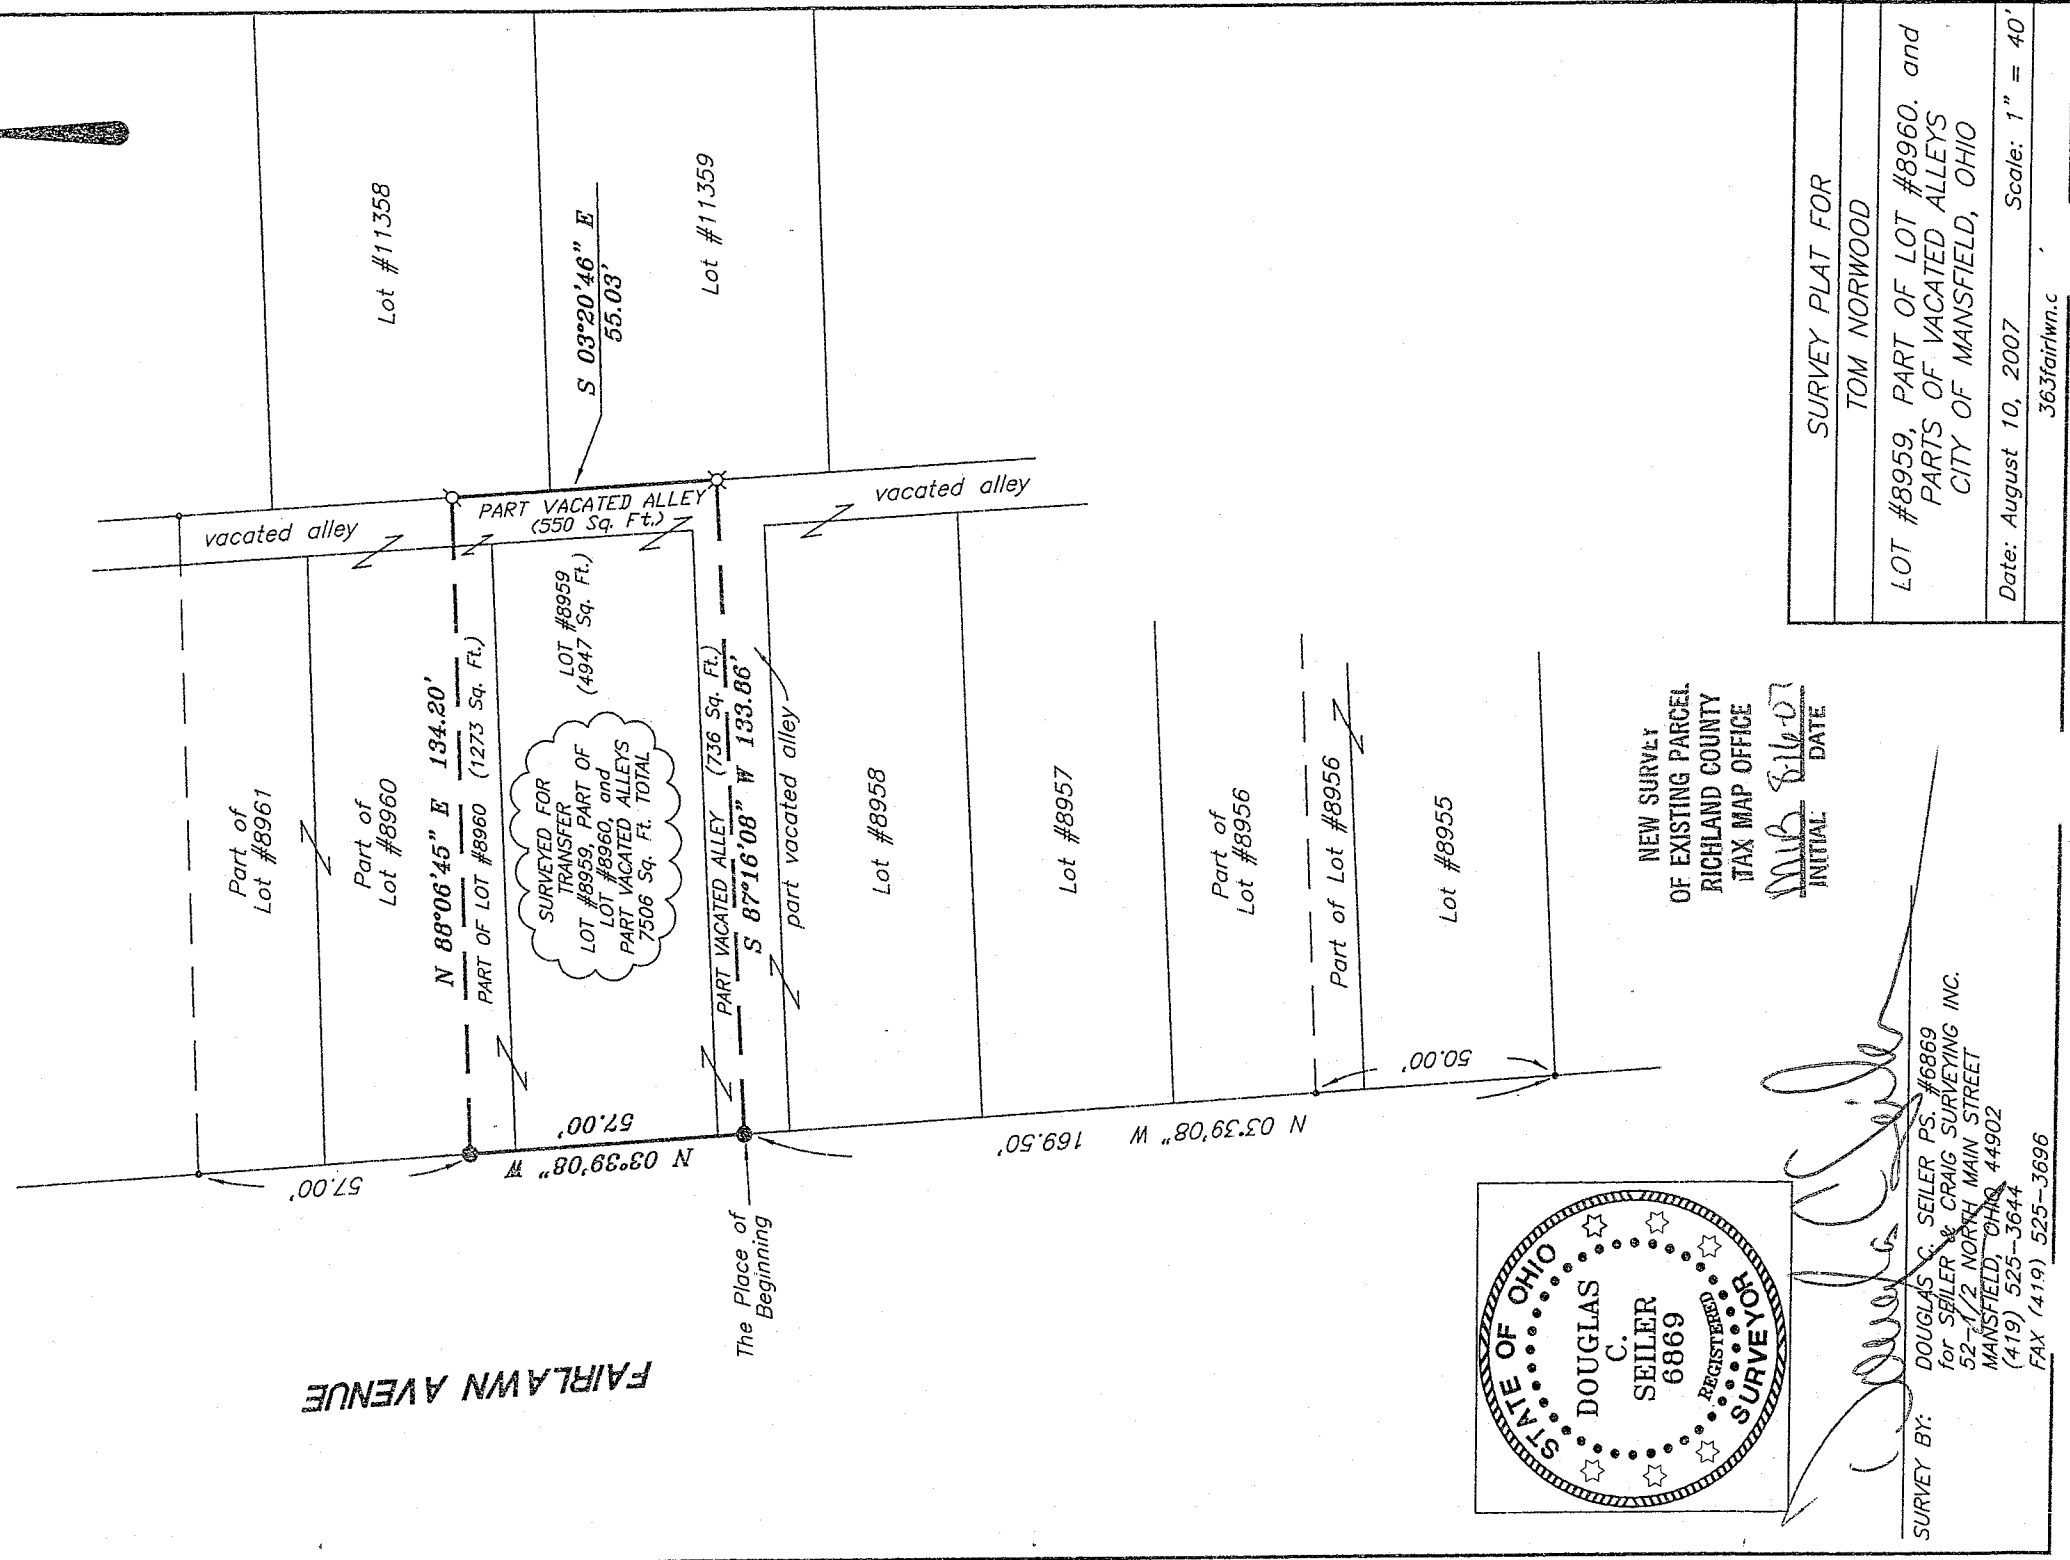 Lot #11358
Lot #11359
S 03°20'46" E
55.03'
vacated alley
PART VACATED ALLEY
(550 Sq. Ft.)
vacated alley
Part of
Lot #8961
Part of
Lot #8960
N 88°06'45" E 134.20'
PART OF LOT #8960 (1273 Sq. Ft.)
LOT #8959
(4947 Sq. Ft.)
SURVEYED FOR
TRANSFER
LOT #8959, PART OF
LOT #8960, and
PART VACATED ALLEYS
7506 Sq. Ft. TOTAL
PART VACATED ALLEY (736 Sq. Ft.)
S 87°16'08" W 133.86'
part vacated alley
Lot #8958
Lot #8957
Part of
Lot #8956
Part of Lot #8956
Lot #8955
57.00'
N 03°39'08" W
57.00'
N 03°39'08" W 169.50'
50.00'
The Place of
Beginning
FAIRLAWN AVENUE
NEW SURVEY
OF EXISTING PARCEL
RICHLAND COUNTY
TAX MAP OFFICE
8-16-07
INITIAL DATE
STATE OF OHIO
DOUGLAS
C.
SEILER
6869
REGISTERED
SURVEYOR
SURVEY BY: DOUGLAS C. SEILER PS. #6869
for SEILER & CRAIG SURVEYING INC.
52-1/2 NORTH MAIN STREET
MANSFIELD, OHIO 44902
(419) 525-3644
FAX (419) 525-3696
SURVEY PLAT FOR
TOM NORWOOD
LOT #8959, PART OF LOT #8960. and
PARTS OF VACATED ALLEYS
CITY OF MANSFIELD, OHIO
Date: August 10, 2007 Scale: 1" = 40'
363fairlwn.c